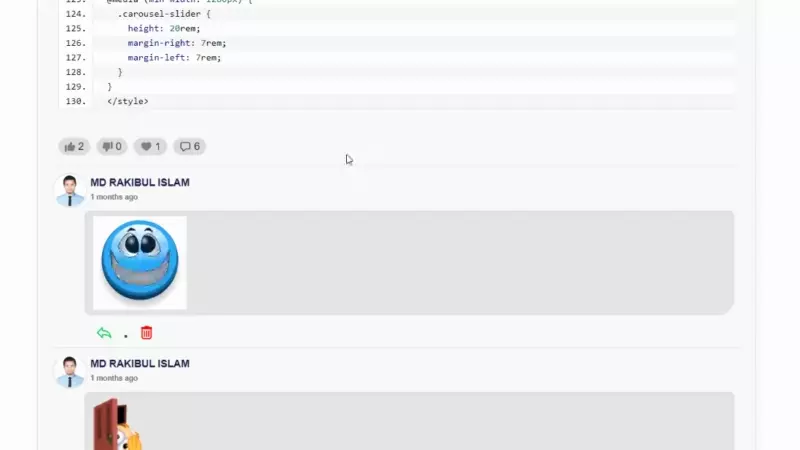 123. @media (min-width: 1280px) {
124. .carousel-slider {
125. height: 20rem;
126. margin-right: 7rem;
127. margin-left: 7rem;
128. }
129. }
130. </style>
2 0 1 6
MD RAKIBUL ISLAM
1 months ago
MD RAKIBUL ISLAM
1 months ago